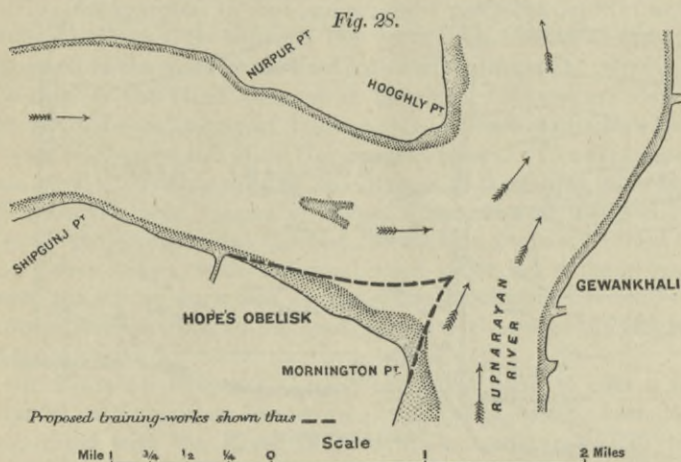 Fig. 28.
NURPUR PT
HOOGHLY PT
SHIPGUNJ PT
HOPE'S OBELISK
GEWANKHALI
MORNINGTON PT.
RUPNARAYAN
RIVER
Proposed training-works shown thus
Scale
Mile 1 3/4 1/2 1/4 0 1 2 Miles